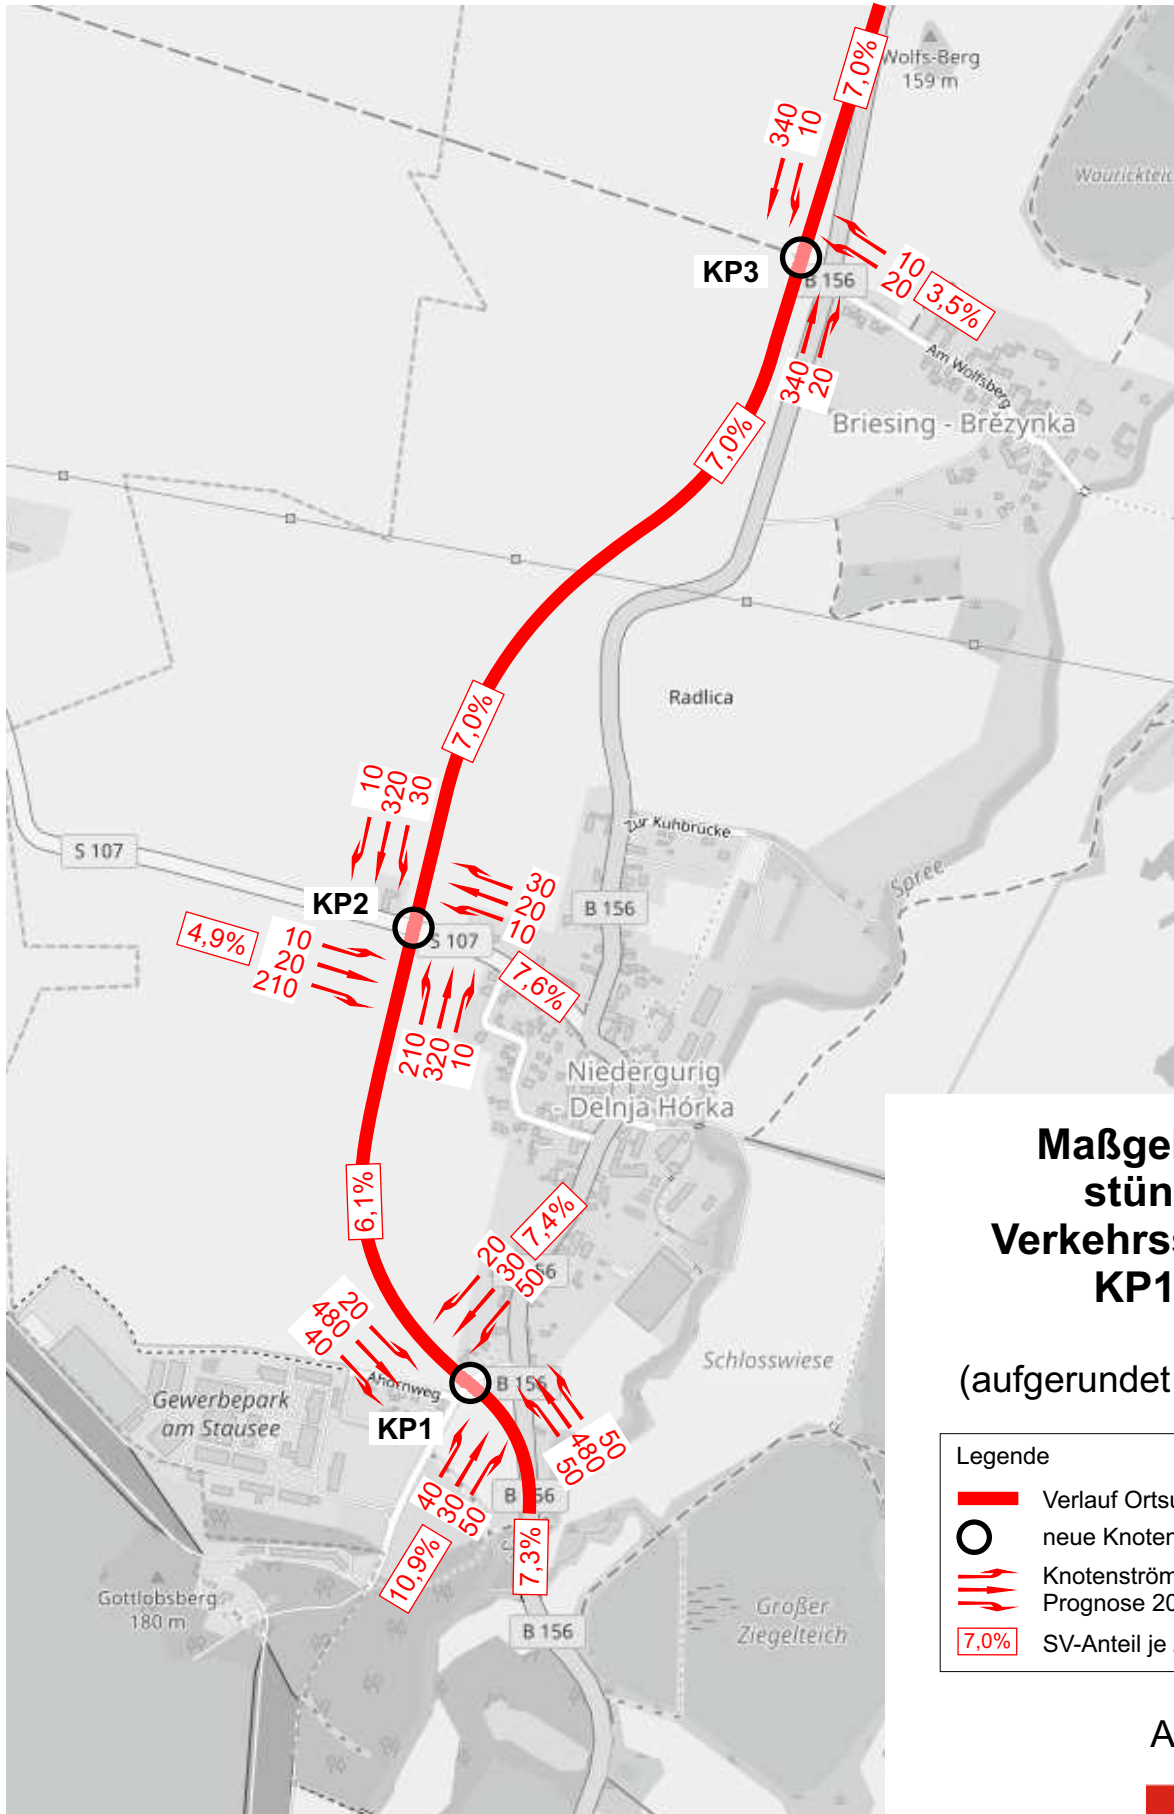 7,0%
Wolfs-Berg
159 m
340
10
KP3
B 156
10
20
3,5%
340
20
Am Wolfsberg
Briesing - Brězynka
7,0%
Radlica
7,0%
10
320
30
Zur Kuhbrücke
S 107
Spree
KP2
B 156
30
20
10
4,9%
10
20
210
S 107
7,6%
210
320
10
Niedergurig
- Delnja Hórka
6,1%
7,4%
20
30
50
20
480
40
Schlosswiese
Gewerbepark
am Stausee
Ahornweg
B 156
KP1
50
480
50
40
30
50
10,9%
7,3%
Gottlobsberg
180 m
B 156
Großer
Ziegelteich
Maßgel
stün
Verkehrss
KP1
(aufgerundet
Legende
Verlauf Ortsu
neue Knoten
Knotenström
Prognose 20
7,0%
SV-Anteil je
A